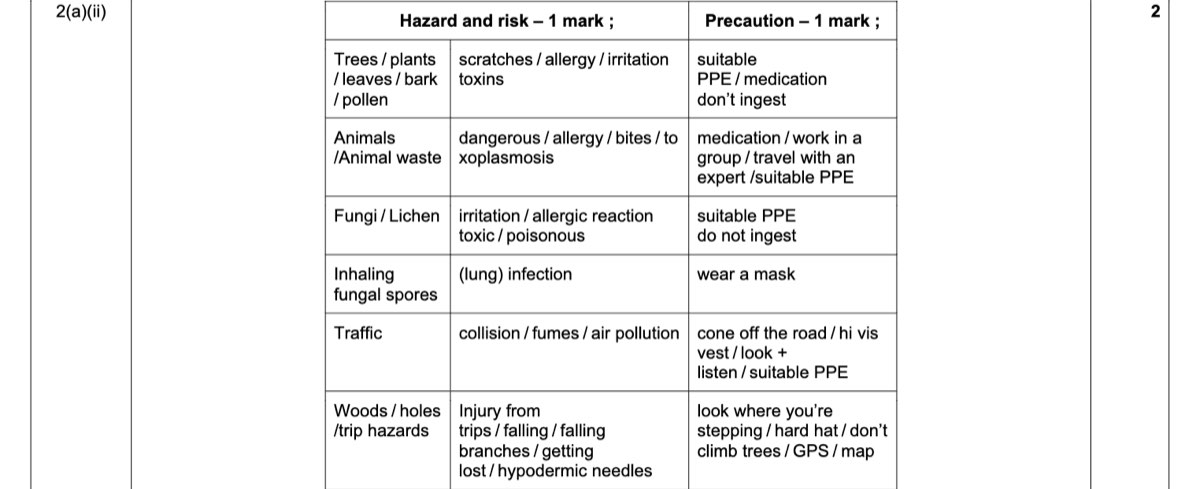 2(a)(ii)
Hazard and risk – 1 mark ;
Precaution – 1 mark ;
2
Trees / plants
/ leaves / bark
/ pollen
scratches / allergy / irritation
toxins
suitable
PPE / medication
don't ingest
Animals
/Animal waste
dangerous / allergy / bites / to
xoplasmosis
medication / work in a
group / travel with an
expert /suitable PPE
Fungi / Lichen
irritation / allergic reaction
toxic / poisonous
suitable PPE
do not ingest
Inhaling
fungal spores
(lung) infection
wear a mask
Traffic
collision / fumes / air pollution
cone off the road / hi vis
vest / look +
listen / suitable PPE
Woods / holes
/trip hazards
Injury from
trips / falling / falling
branches / getting
lost / hypodermic needles
look where you're
stepping / hard hat / don't
climb trees / GPS / map